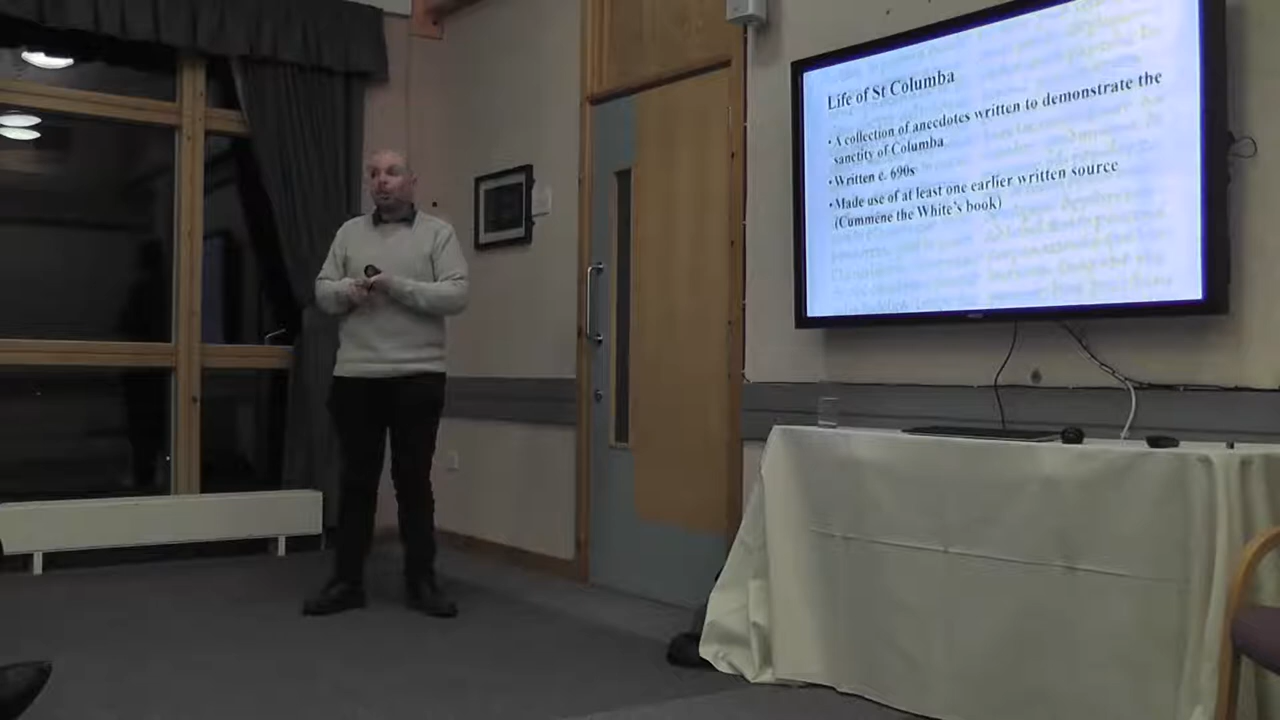 Life of St Columba
• A collection of anecdotes written to demonstrate the
sanctity of Columba
• Written c. 690s
• Made use of at least one earlier written source
(Cummene the White's book)